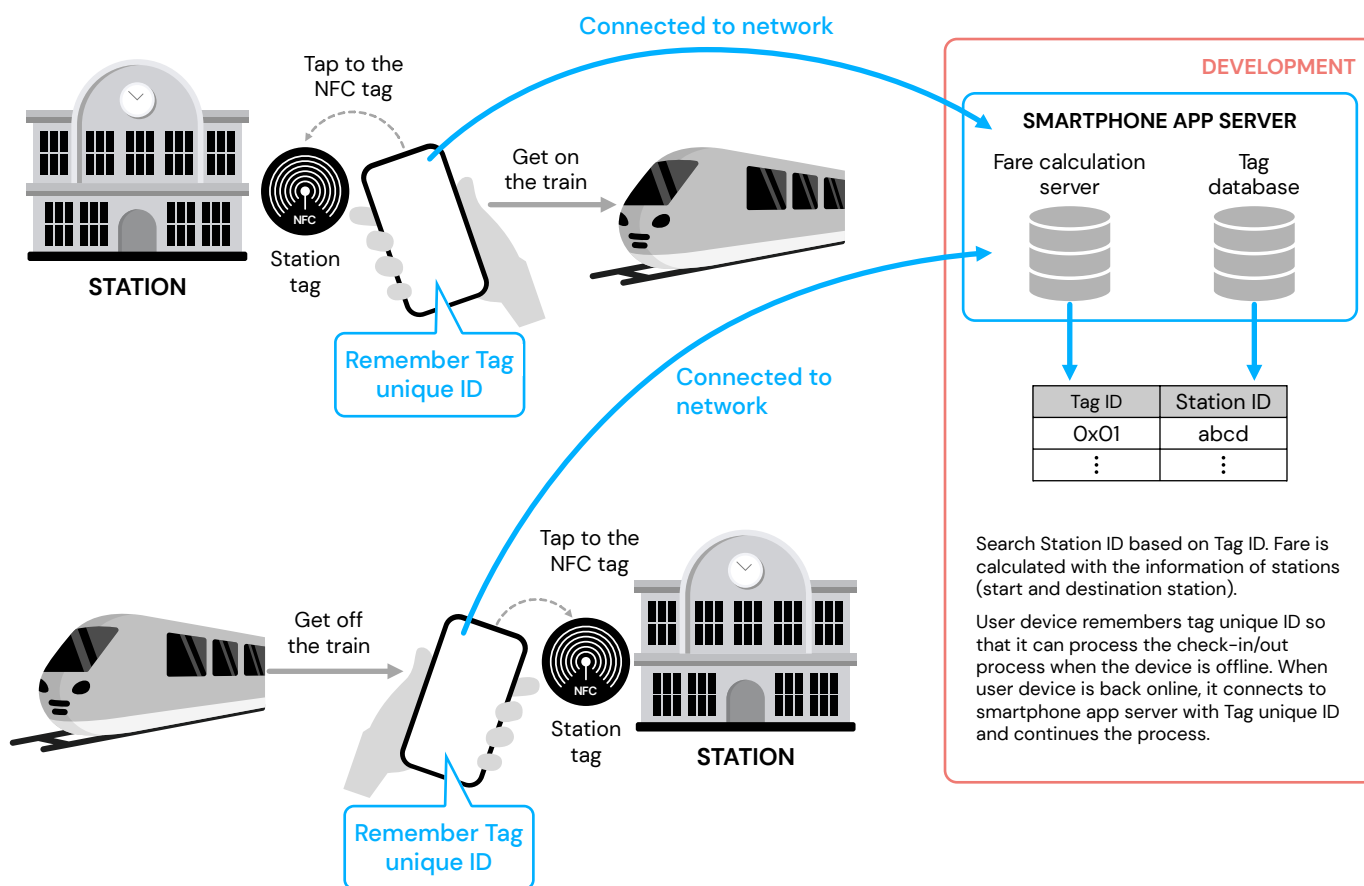 Connected to network
Tap to the
NFC tag
NFC
Station
tag
STATION
Get on
the train
Remember Tag
unique ID
Connected to
network
Get off
the train
Tap to the
NFC tag
NFC
Station
tag
STATION
Remember Tag
unique ID
DEVELOPMENT
SMARTPHONE APP SERVER
Fare calculation
server
Tag
database
Tag ID Station ID
0x01 abcd
⋮ ⋮
Search Station ID based on Tag ID. Fare is
calculated with the information of stations
(start and destination station).
User device remembers tag unique ID so
that it can process the check-in/out
process when the device is offline. When
user device is back online, it connects to
smartphone app server with Tag unique ID
and continues the process.